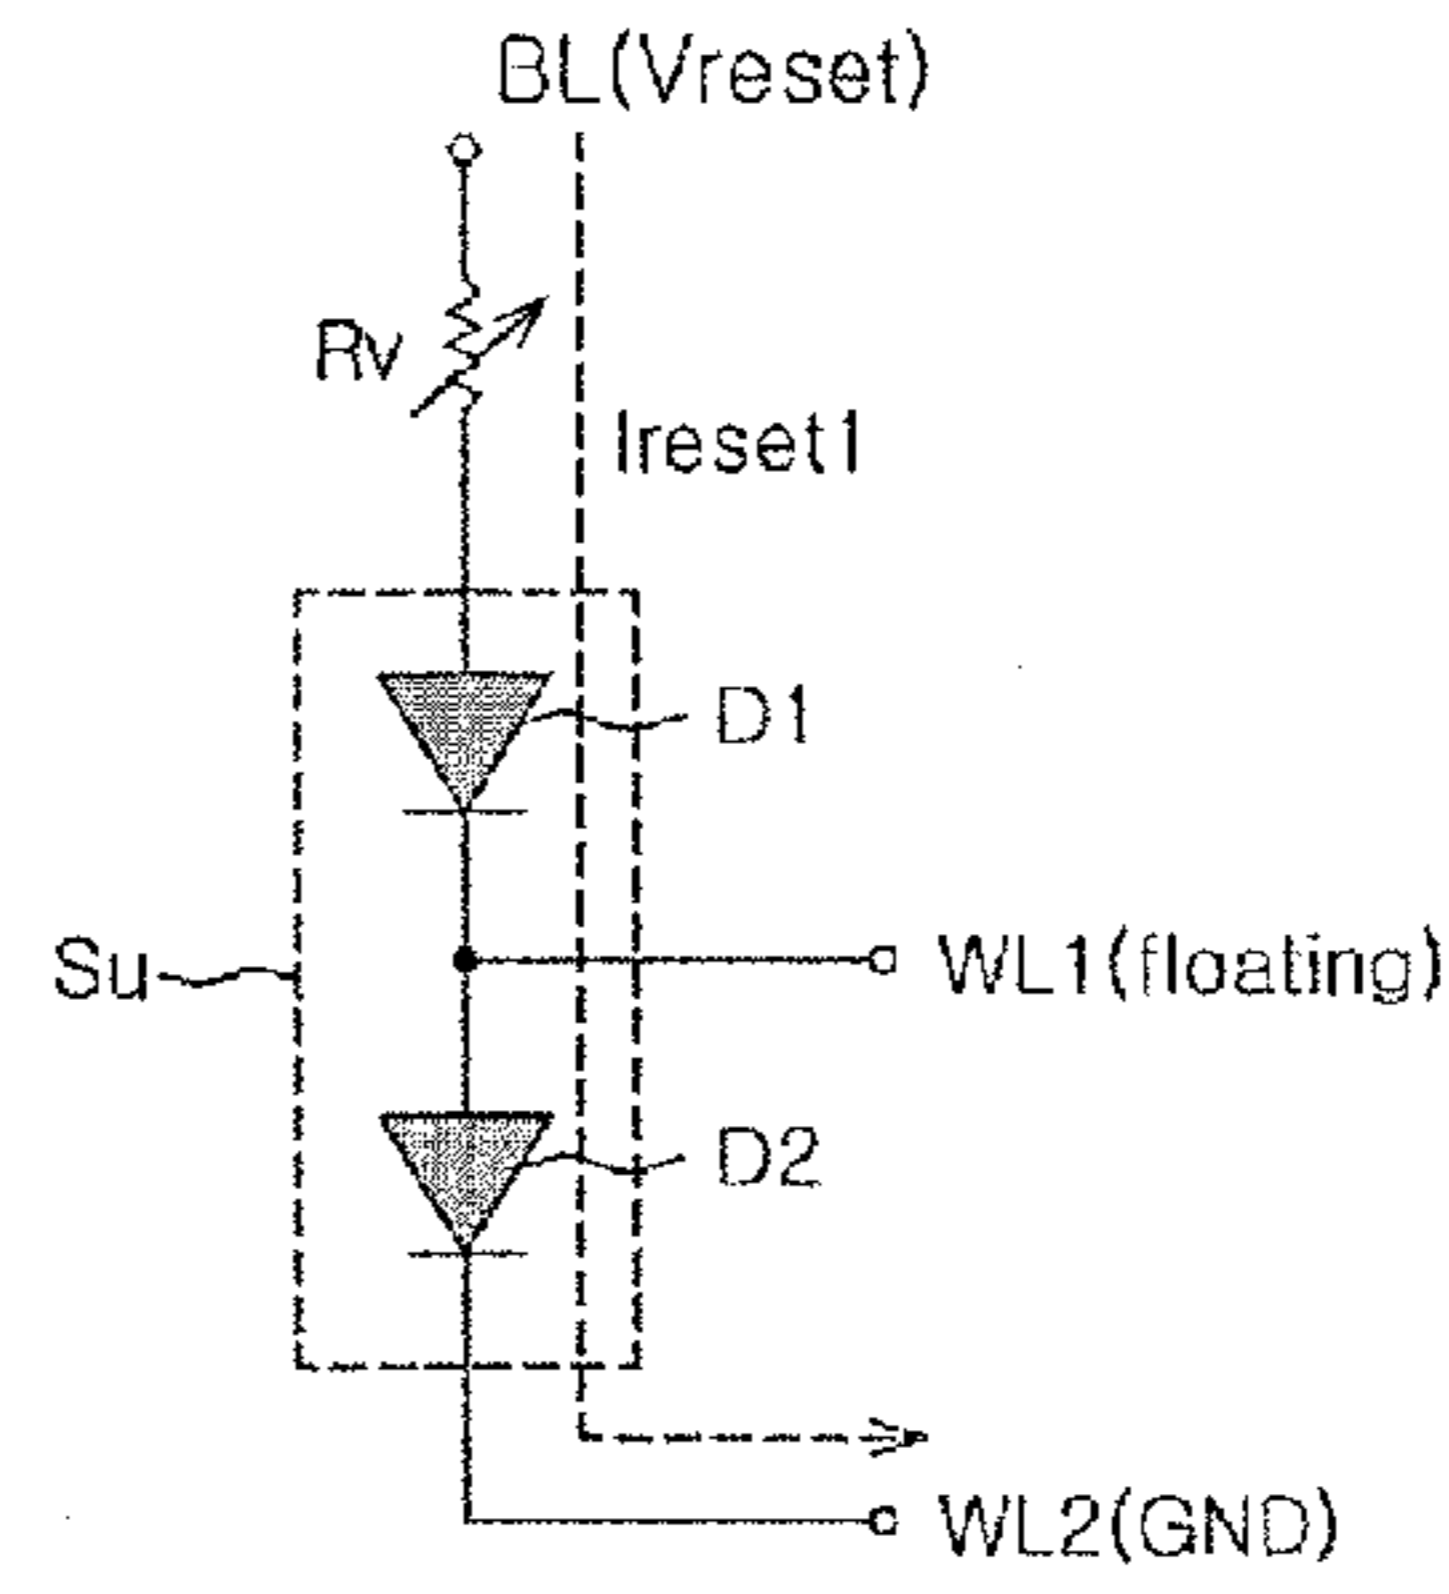 BL(Vreset)
Rv
Ireset1
D1
Su
WL1(floating)
D2
WL2(GND)